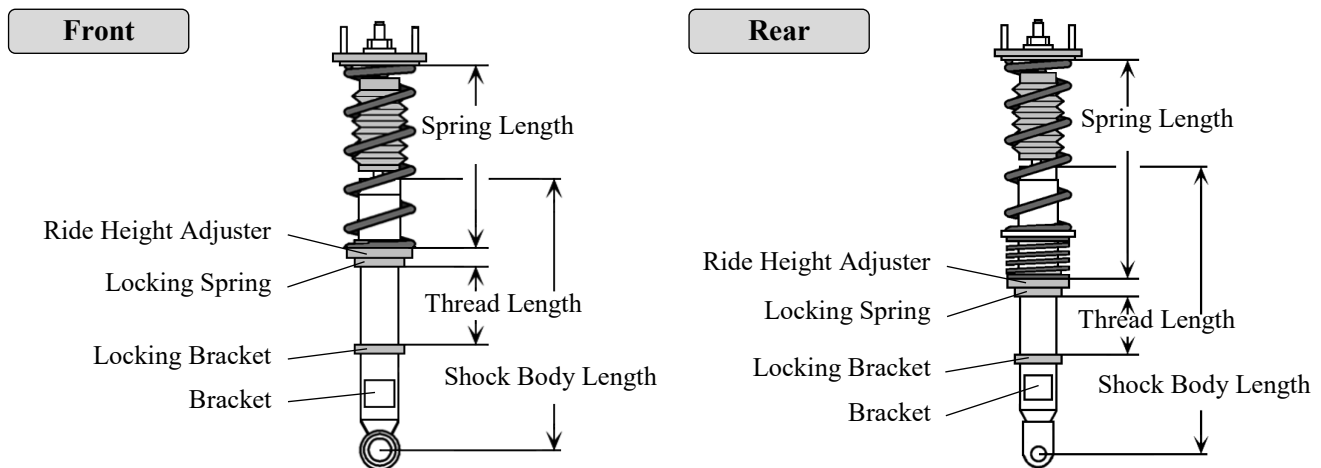 Front
Spring Length
Ride Height Adjuster
Locking Spring
Thread Length
Locking Bracket
Shock Body Length
Bracket
Rear
Spring Length
Ride Height Adjuster
Locking Spring
Thread Length
Locking Bracket
Shock Body Length
Bracket